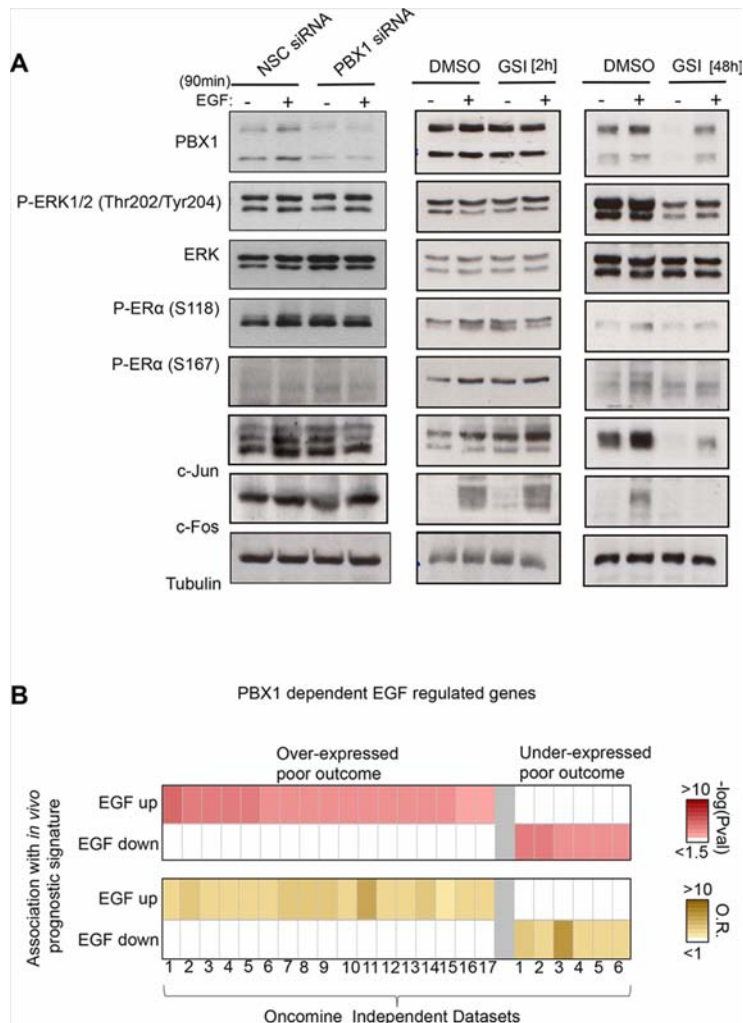 A
NSC siRNA
PBX1 siRNA
DMSO GSI [2h]
DMSO GSI [48h]
(90min)
EGF: - + - + - + - + - + - +
PBX1
P-ERK1/2 (Thr202/Tyr204)
ERK
P-ERα (S118)
P-ERα (S167)
c-Jun
c-Fos
Tubulin
B
PBX1 dependent EGF regulated genes
Over-expressed
poor outcome
Under-expressed
poor outcome
Association with in vivo
prognostic signature
EGF up
EGF down
EGF up
EGF down
>10
<1.5
-log(Pval)
>10
<1
O.R.
1 2 3 4 5 6 7 8 9 10 11 12 13 14 15 16 17 1 2 3 4 5 6
Oncomine Independent Datasets